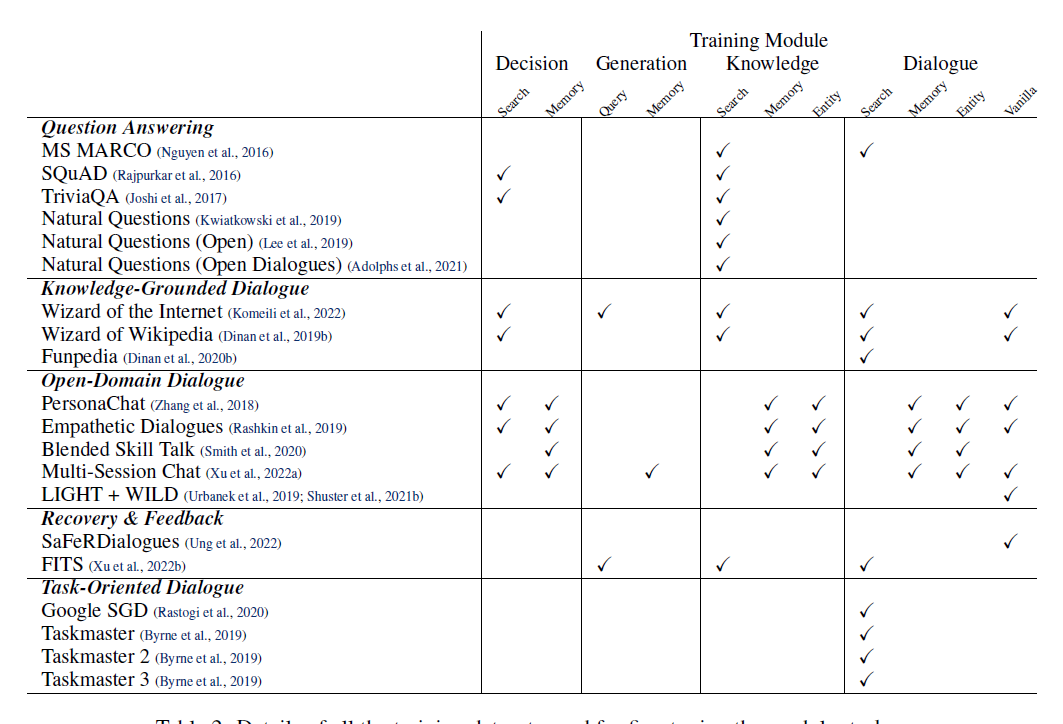 Training Module
Decision Generation Knowledge Dialogue
Search Memory Query Memory Search Memory Entity Search Memory Entity Vanilla
Question Answering
MS MARCO (Nguyen et al., 2016) ✓ ✓
SQuAD (Rajpurkar et al., 2016) ✓ ✓
TriviaQA (Joshi et al., 2017) ✓ ✓
Natural Questions (Kwiatkowski et al., 2019) ✓
Natural Questions (Open) (Lee et al., 2019) ✓
Natural Questions (Open Dialogues) (Adolphs et al., 2021) ✓
Knowledge-Grounded Dialogue
Wizard of the Internet (Komeili et al., 2022) ✓ ✓ ✓ ✓ ✓
Wizard of Wikipedia (Dinan et al., 2019b) ✓ ✓ ✓ ✓
Funpedia (Dinan et al., 2020b) ✓
Open-Domain Dialogue
PersonaChat (Zhang et al., 2018) ✓ ✓ ✓ ✓ ✓ ✓ ✓
Empathetic Dialogues (Rashkin et al., 2019) ✓ ✓ ✓ ✓ ✓ ✓ ✓
Blended Skill Talk (Smith et al., 2020) ✓ ✓ ✓ ✓ ✓
Multi-Session Chat (Xu et al., 2022a) ✓ ✓ ✓ ✓ ✓ ✓ ✓ ✓
LIGHT + WILD (Urbanek et al., 2019; Shuster et al., 2021b) ✓
Recovery & Feedback
SaFeRDialogues (Ung et al., 2022) ✓
FITS (Xu et al., 2022b) ✓ ✓ ✓
Task-Oriented Dialogue
Google SGD (Rastogi et al., 2020) ✓
Taskmaster (Byrne et al., 2019) ✓
Taskmaster 2 (Byrne et al., 2019) ✓
Taskmaster 3 (Byrne et al., 2019) ✓